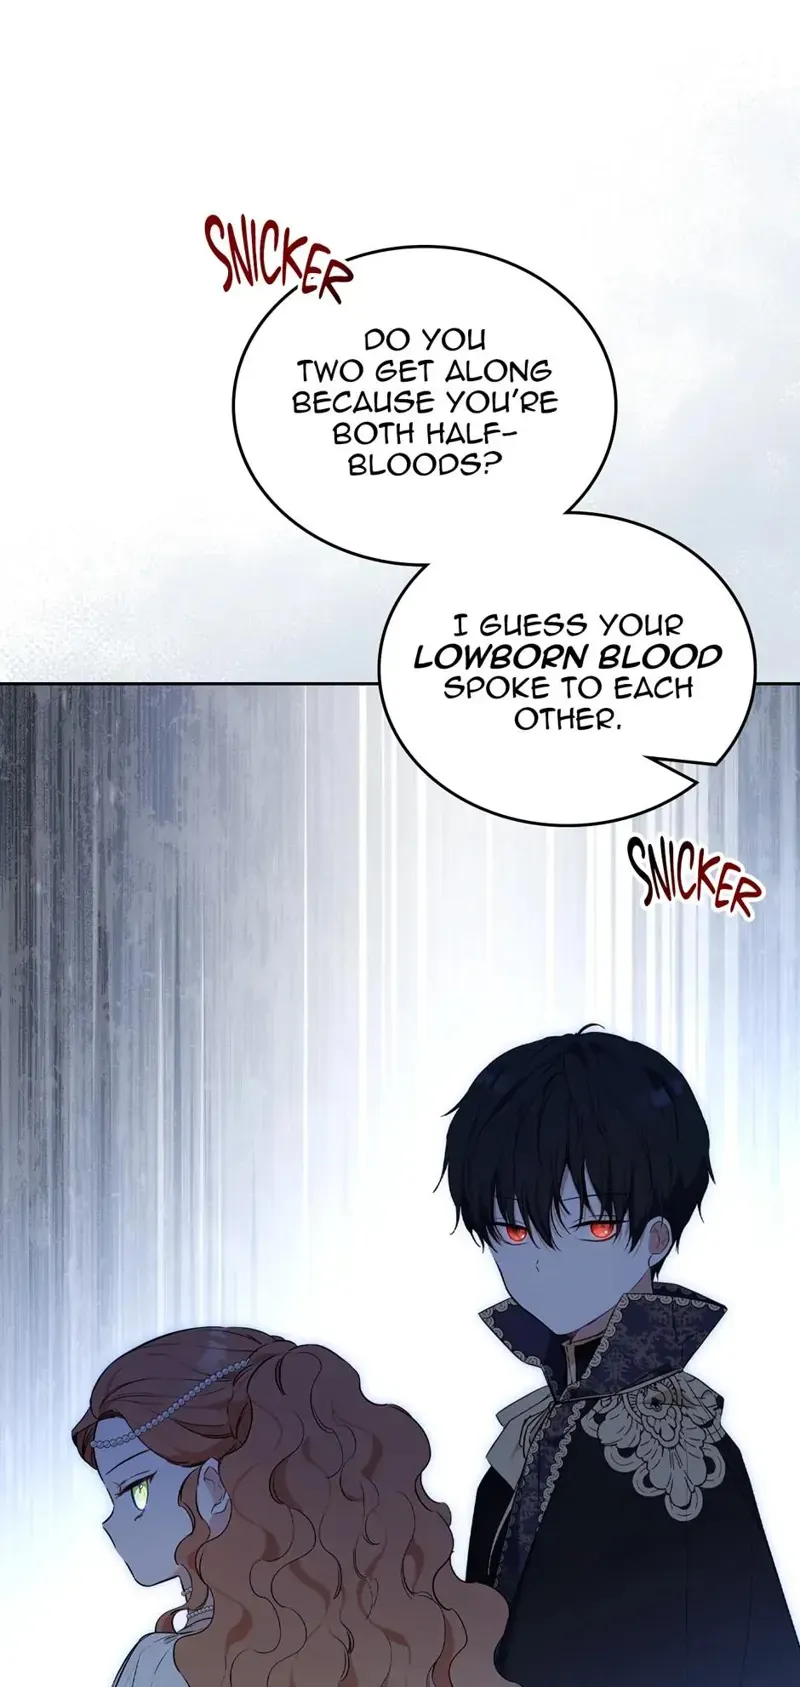 SNICKER
DO YOU
TWO GET ALONG
BECAUSE YOU'RE
BOTH HALF-
BLOODS?
I GUESS YOUR
LOWBORN BLOOD
SPOKE TO EACH
OTHER.
SNICKER